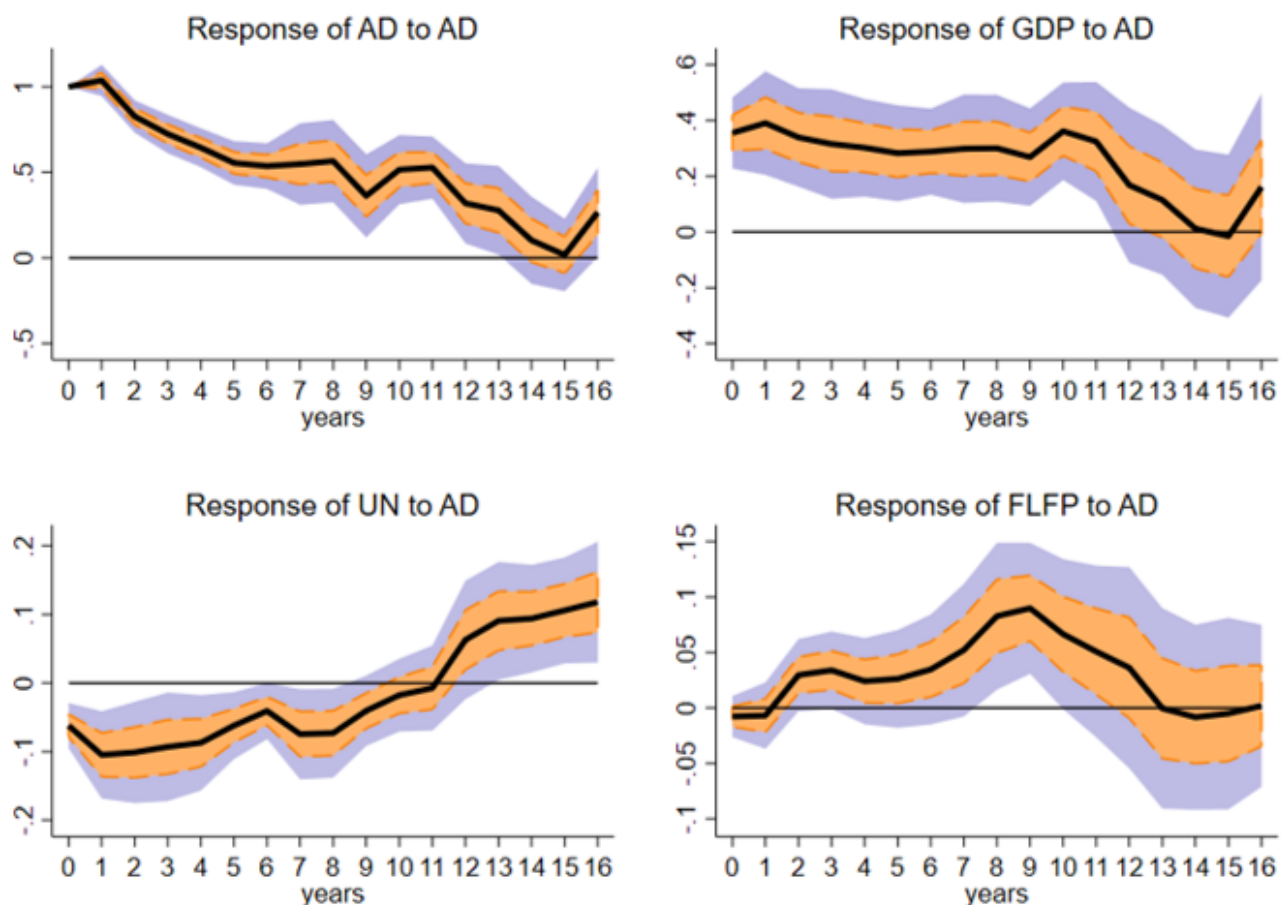 Response of AD to AD
1
.5
0
-.5
0 1 2 3 4 5 6 7 8 9 10 11 12 13 14 15 16
years
Response of GDP to AD
.6
.4
.2
0
-.2
-.4
0 1 2 3 4 5 6 7 8 9 10 11 12 13 14 15 16
years
Response of UN to AD
.2
.1
0
-.1
-.2
0 1 2 3 4 5 6 7 8 9 10 11 12 13 14 15 16
years
Response of FLFP to AD
.15
.1
.05
0
-.05
-.1
0 1 2 3 4 5 6 7 8 9 10 11 12 13 14 15 16
years